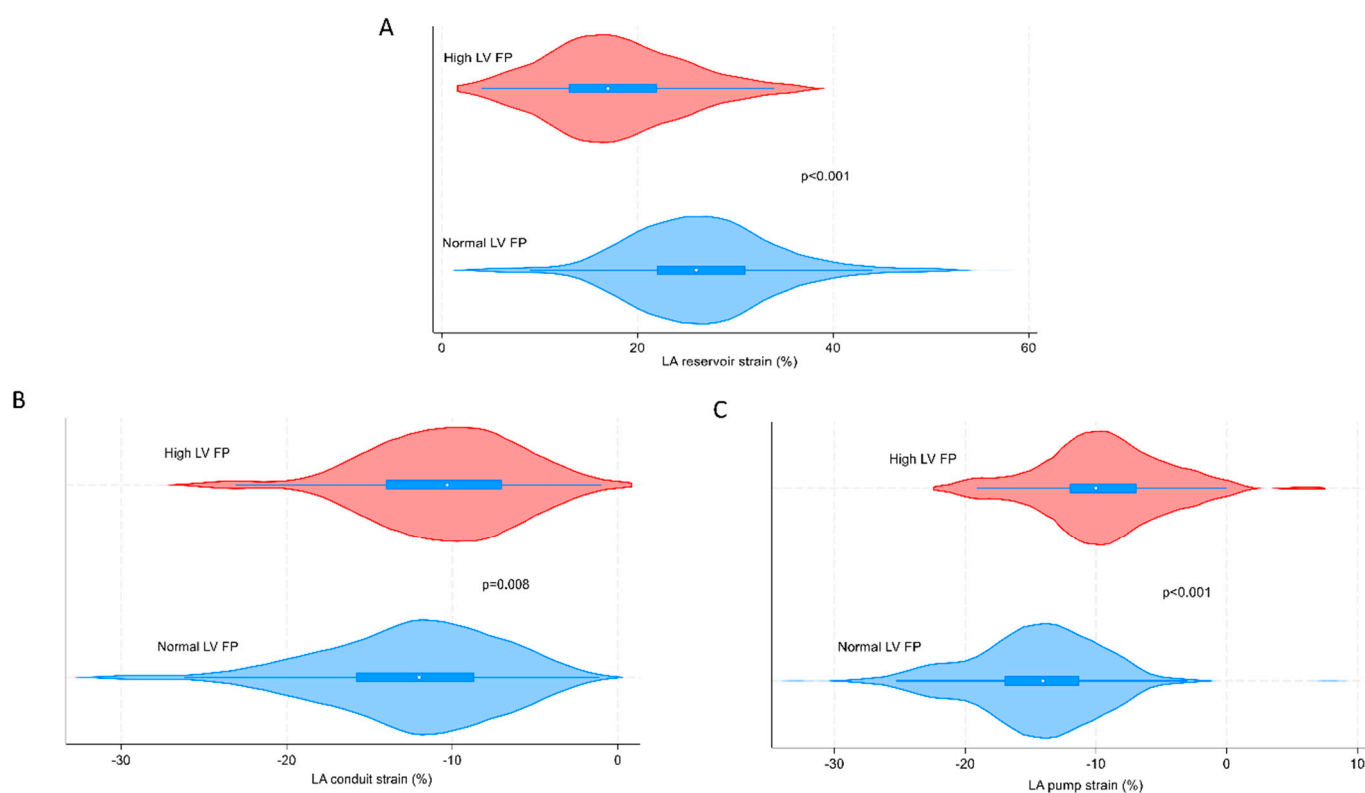 A
High LV FP
p<0.001
Normal LV FP
0 20 40 60
LA reservoir strain (%)
B
High LV FP
p=0.008
Normal LV FP
-30 -20 -10 0
LA conduit strain (%)
C
High LV FP
p<0.001
Normal LV FP
-30 -20 -10 0 10
LA pump strain (%)